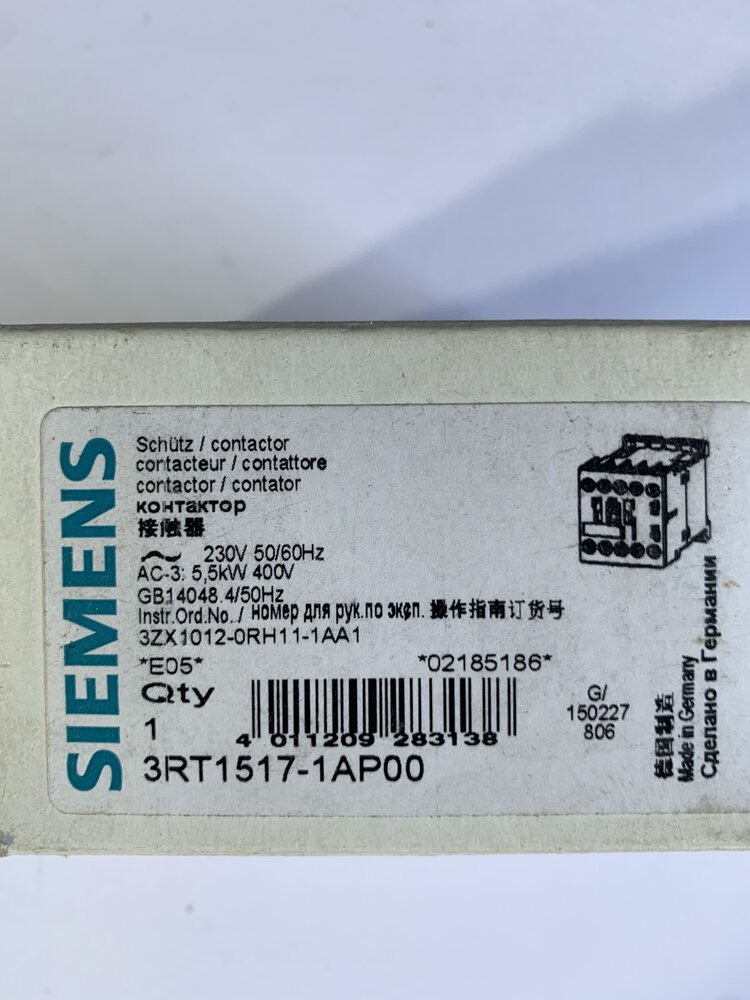 SIEMENS
Schütz / contactor
contacteur / contattore
contactor / contator
контактор
接触器
230V 50/60Hz
AC-3: 5,5kW 400V
GB14048.4/50Hz
Instr.Ord.No. / номер для рук.по эксп. 操作指南订货号
3ZX1012-0RH11-1AA1
*E05* *02185186*
Qty
1
4 011209 283138
3RT1517-1AP00
G/
150227
806
德国制造
Made in Germany
Сделано в Германии